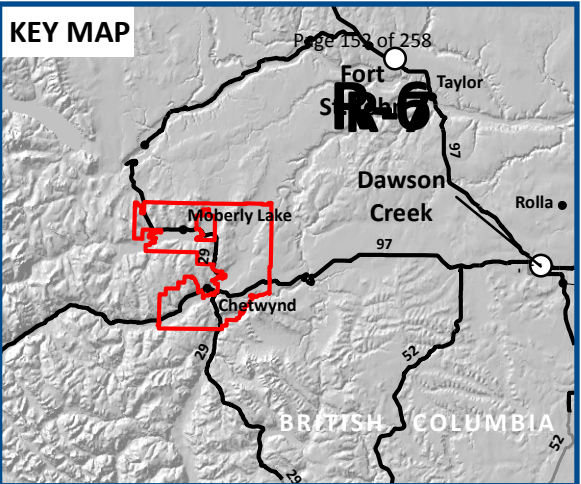 KEY MAP
Page 152 of 258
Fort
Taylor
97
Dawson
Creek
Rolla
Moberly Lake
29
97
Chetwynd
29
52
BRITISH COLUMBIA
52
29